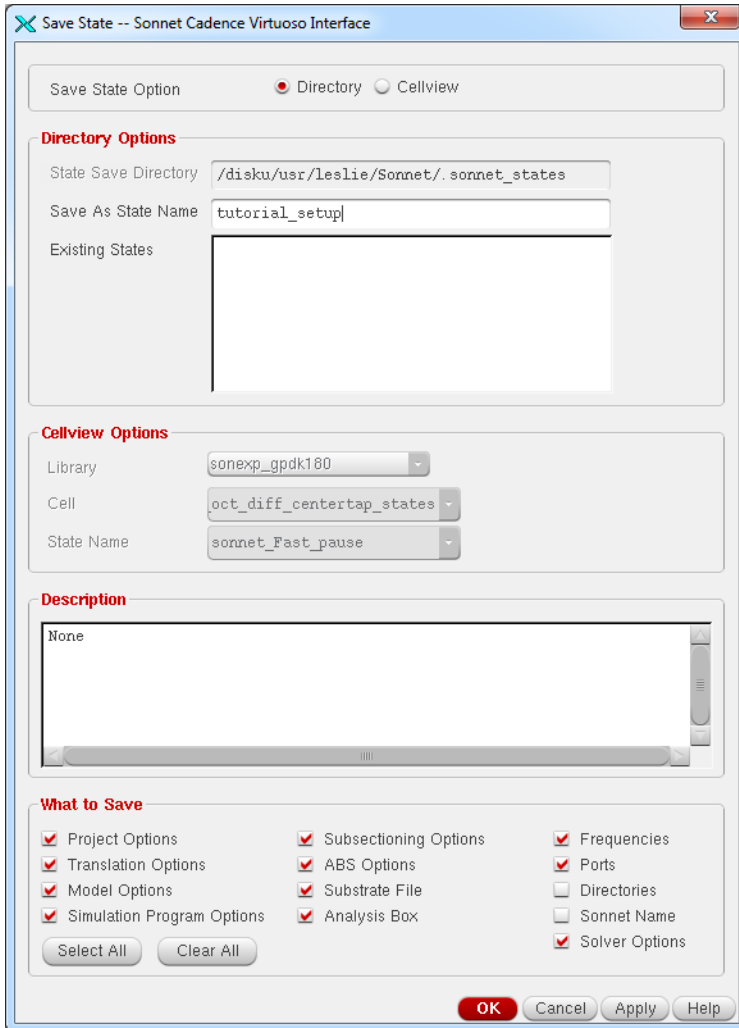 Save State -- Sonnet Cadence Virtuoso Interface
x
Save State Option Directory Cellview
Directory Options
State Save Directory /disku/usr/leslie/Sonnet/.sonnet_states
Save As State Name tutorial_setup
Existing States
Cellview Options
Library sonexp_gpdk180
Cell _oct_diff_centertap_states
State Name sonnet_Fast_pause
Description
None
What to Save
Project Options Subsectioning Options Frequencies
Translation Options ABS Options Ports
Model Options Substrate File Directories
Simulation Program Options Analysis Box Sonnet Name
Select All Clear All Solver Options
OK Cancel Apply Help